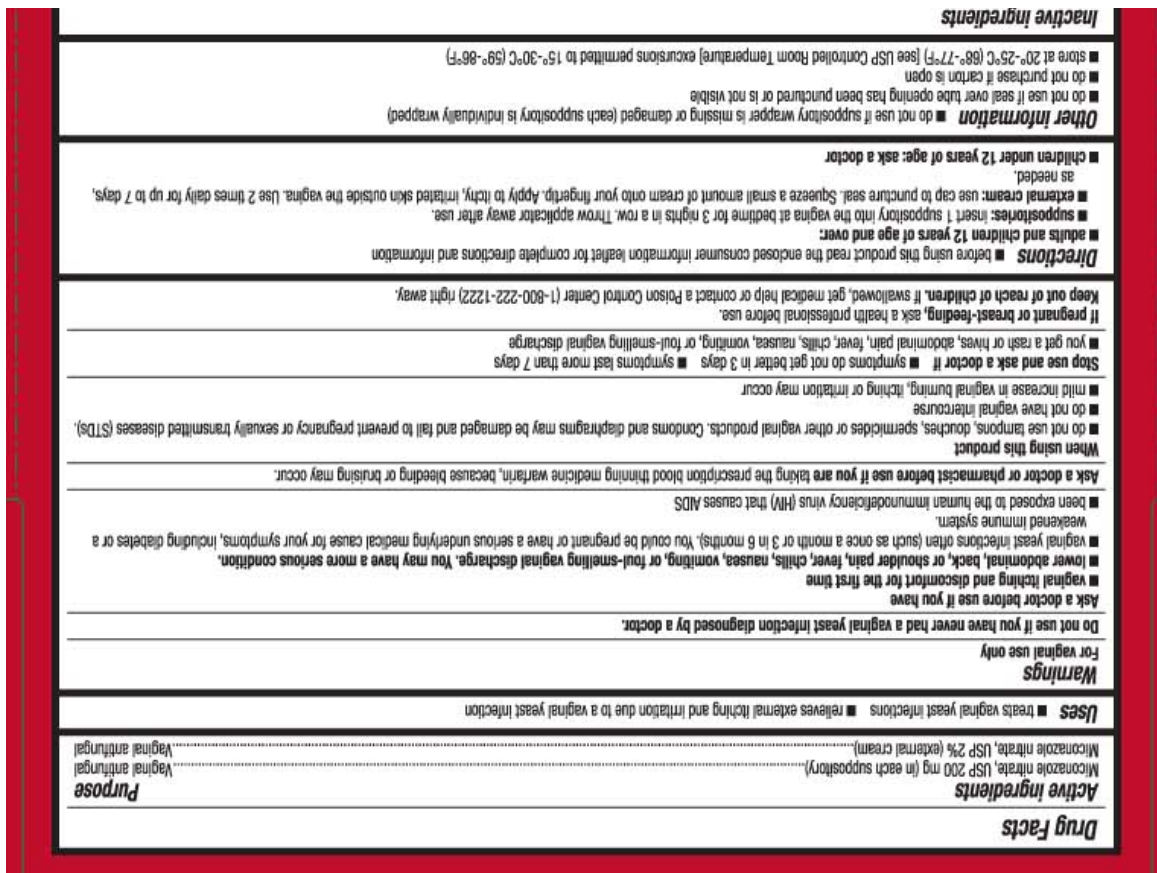 Drug Facts
Active ingredients Purpose
Miconazole nitrate, USP 200 mg (in each suppository)....................Vaginal antifungal
Miconazole nitrate, USP 2% (external cream)....................Vaginal antifungal
Uses ■ treats vaginal yeast infections ■ relieves external itching and irritation due to a vaginal yeast infection
Warnings
For vaginal use only
Do not use if you have never had a vaginal yeast infection diagnosed by a doctor.
Ask a doctor before use if you have
■ vaginal itching and discomfort for the first time
■ lower abdominal, back, or shoulder pain, fever, chills, nausea, vomiting, or foul-smelling vaginal discharge. You may have a more serious condition.
■ vaginal yeast infections often (such as once a month or 3 in 6 months). You could be pregnant or have a serious underlying medical cause for your symptoms, including diabetes or a
weakened immune system.
■ been exposed to the human immunodeficiency virus (HIV) that causes AIDS
Ask a doctor or pharmacist before use if you are taking the prescription blood thinning medicine warfarin, because bleeding or bruising may occur.
When using this product
■ do not use tampons, douches, spermicides or other vaginal products. Condoms and diaphragms may be damaged and fail to prevent pregnancy or sexually transmitted diseases (STDs).
■ do not have vaginal intercourse
■ mild increase in vaginal burning, itching or irritation may occur
Stop use and ask a doctor if ■ symptoms do not get better in 3 days ■ symptoms last more than 7 days
■ you get a rash or hives, abdominal pain, fever, chills, nausea, vomiting, or foul-smelling vaginal discharge
If pregnant or breast-feeding, ask a health professional before use.
Keep out of reach of children. If swallowed, get medical help or contact a Poison Control Center (1-800-222-1222) right away.
Directions ■ before using this product read the enclosed consumer information leaflet for complete directions and information
■ adults and children 12 years of age and over:
■ suppositories: insert 1 suppository into the vagina at bedtime for 3 nights in a row. Throw applicator away after use.
■ external cream: use cap to puncture seal. Squeeze a small amount of cream onto your fingertip. Apply to itchy, irritated skin outside the vagina. Use 2 times daily for up to 7 days,
as needed.
■ children under 12 years of age: ask a doctor
Other information ■ do not use if suppository wrapper is missing or damaged (each suppository is individually wrapped)
■ do not use if seal over tube opening has been punctured or is not visible
■ do not purchase if carton is open
■ store at 20°-25°C (68°-77°F) [see USP Controlled Room Temperature] excursions permitted to 15°-30°C (59°-86°F)
Inactive ingredients